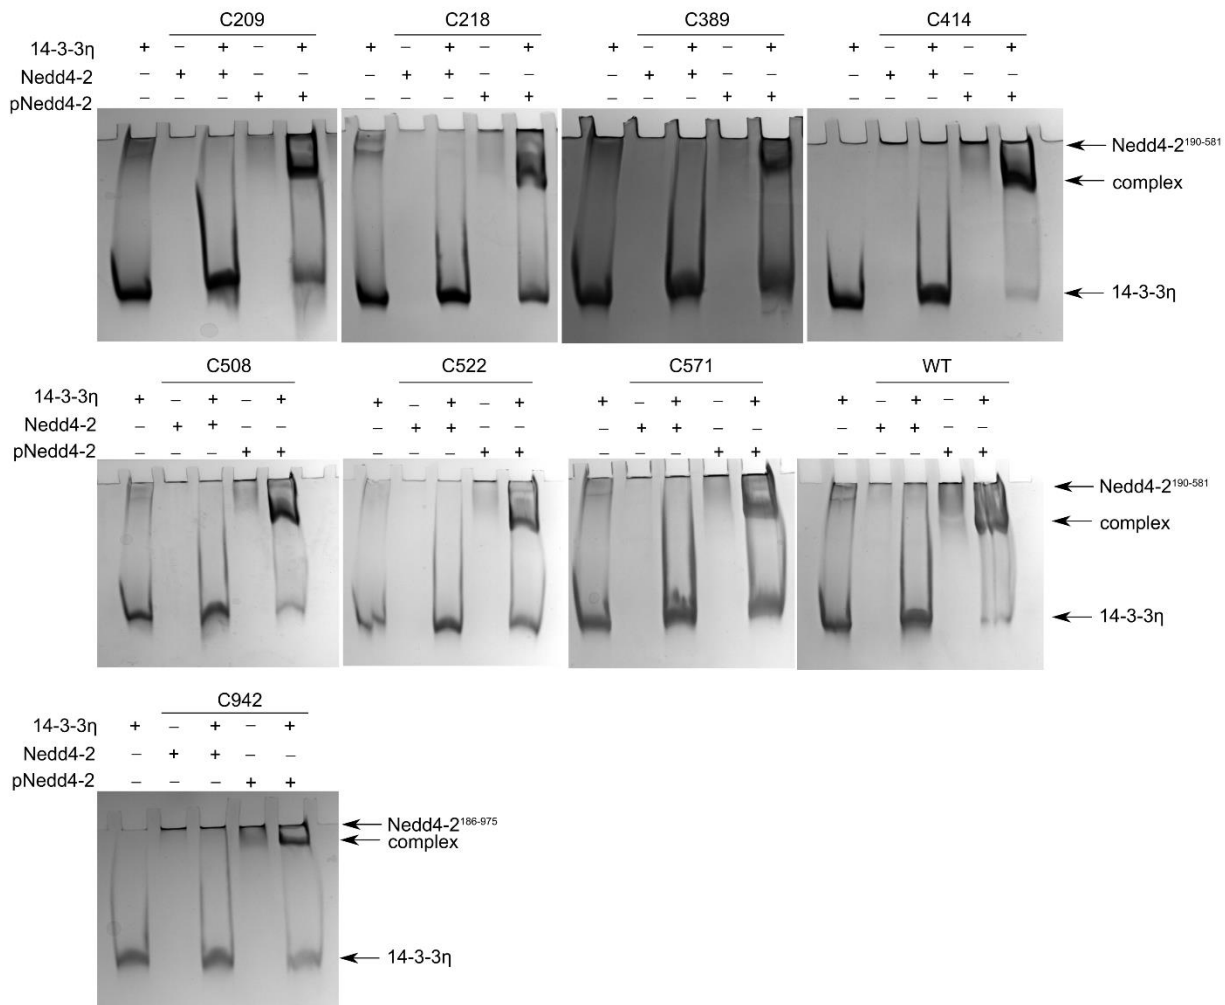 C209 C218 C389 C414
14-3-3η + – + – + + – + – + + – + – + + – + – +
Nedd4-2 – + + – – – + + – – – + + – – – + + – –
pNedd4-2 – – – + + – – – + + – – – + + – – – + +
Nedd4-2¹⁹⁰⁻⁵⁸¹
complex
14-3-3η
C508 C522 C571 WT
14-3-3η + – + – + + – + – + + – + – + + – + – +
Nedd4-2 – + + – – – + + – – – + + – – – + + – –
pNedd4-2 – – – + + – – – + + – – – + + – – – + +
Nedd4-2¹⁹⁰⁻⁵⁸¹
complex
14-3-3η
C942
14-3-3η + – + – +
Nedd4-2 – + + – –
pNedd4-2 – – – + +
Nedd4-2¹⁸⁶⁻⁹⁷⁵
complex
14-3-3η